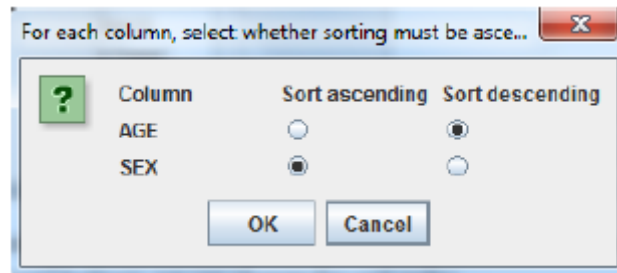 For each column, select whether sorting must be asce...
?
Column Sort ascending Sort descending
AGE
SEX
OK Cancel